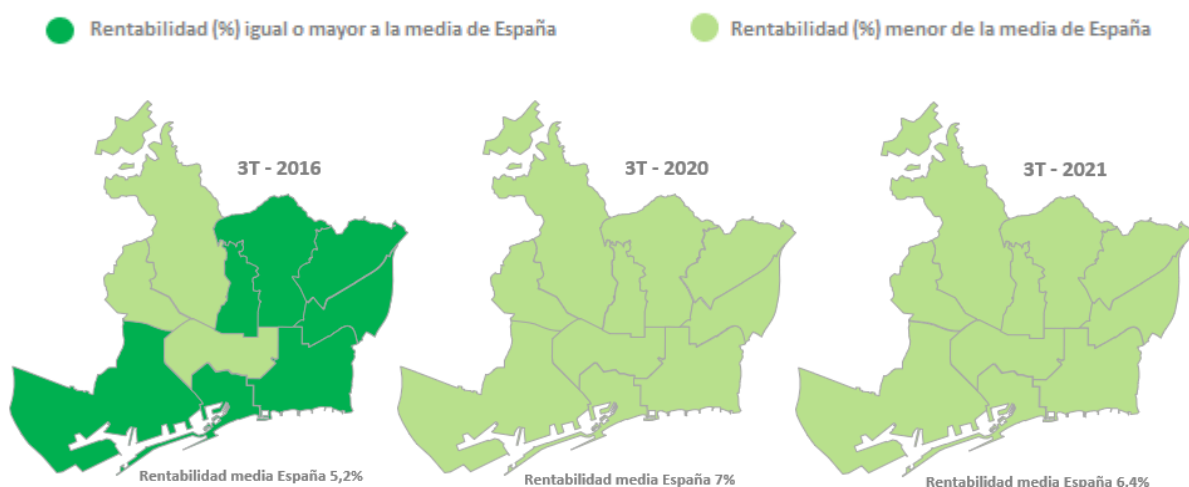 Rentabilidad (%) igual o mayor a la media de España
Rentabilidad (%) menor de la media de España
3T - 2016
3T - 2020
3T - 2021
Rentabilidad media España 5,2%
Rentabilidad media España 7%
Rentabilidad media España 6.4%